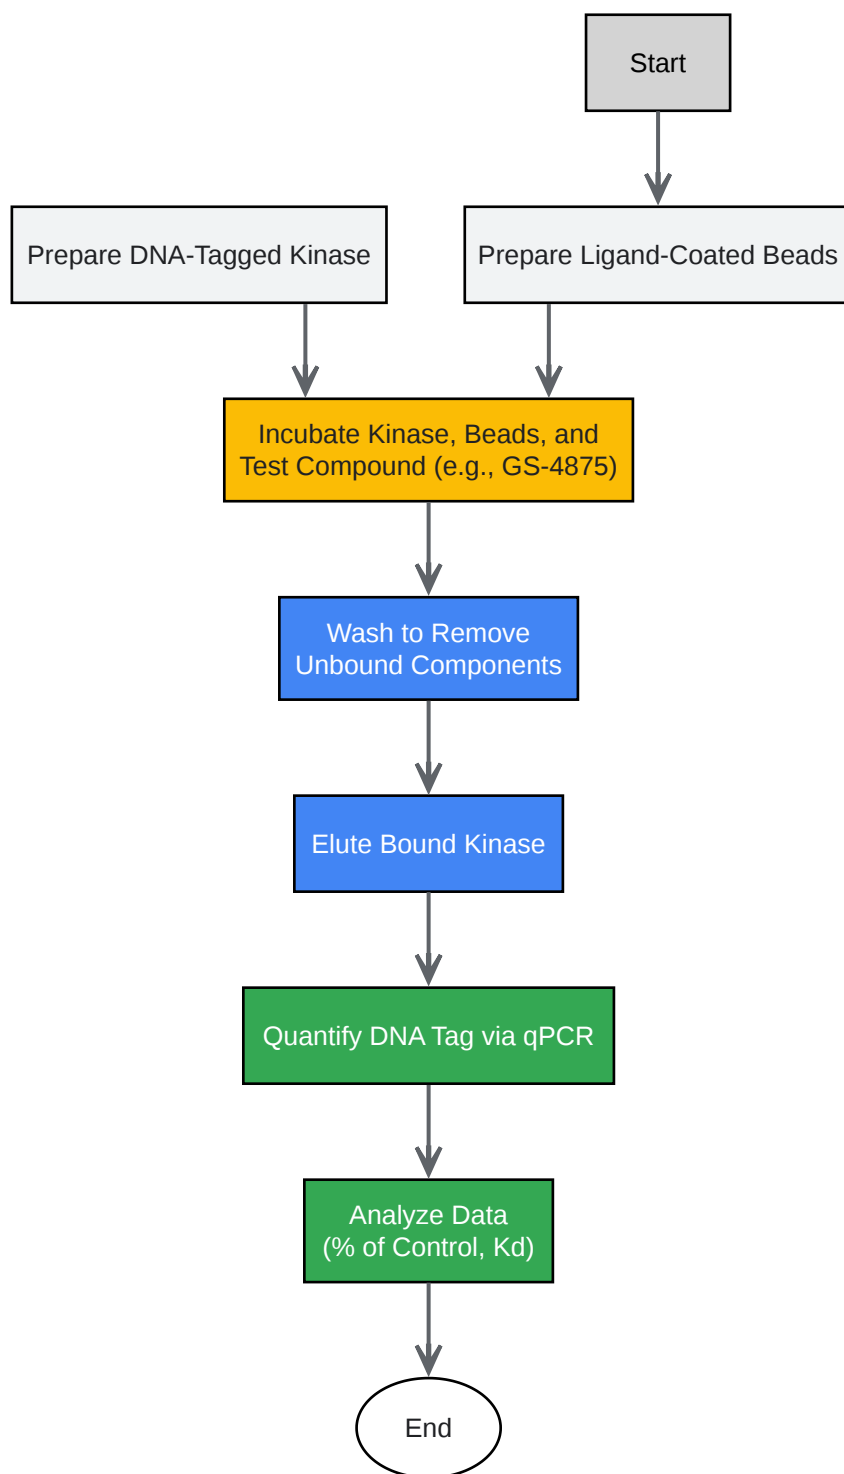 Start
Prepare DNA-Tagged Kinase
Prepare Ligand-Coated Beads
Incubate Kinase, Beads, and
Test Compound (e.g., GS-4875)
Wash to Remove
Unbound Components
Elute Bound Kinase
Quantify DNA Tag via qPCR
Analyze Data
(% of Control, Kd)
End